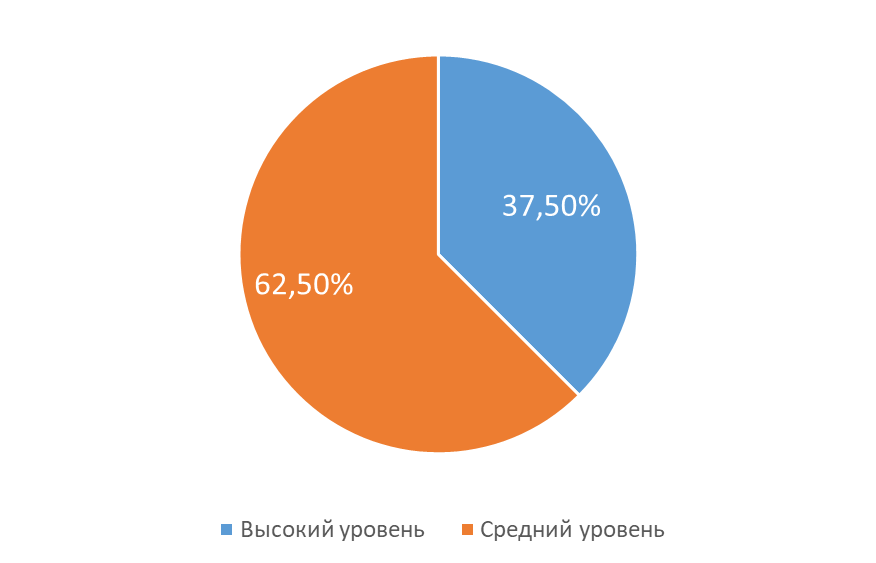 37,50%
62,50%
Высокий уровень
Средний уровень